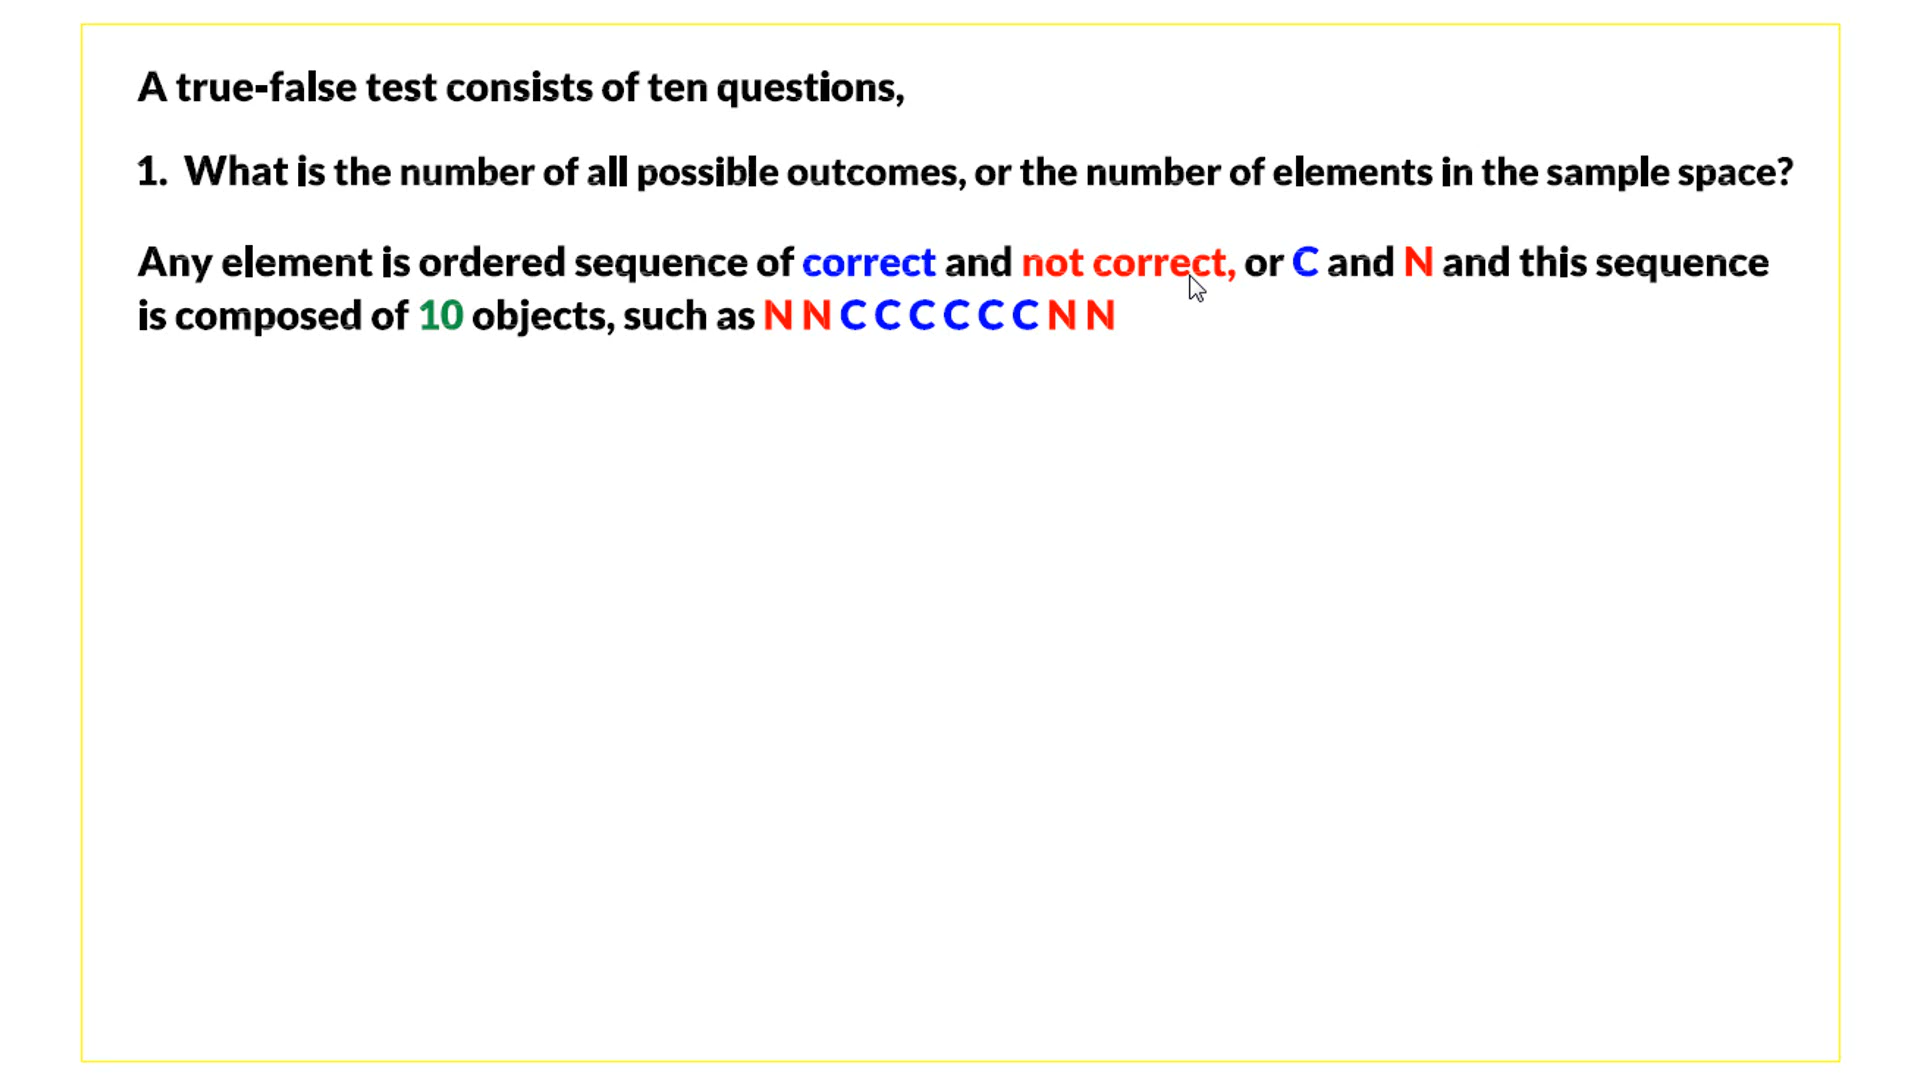 A true-false test consists of ten questions,
1. What is the number of all possible outcomes, or the number of elements in the sample space?
Any element is ordered sequence of correct and not correct, or C and N and this sequence
is composed of 10 objects, such as N N C C C C C C N N